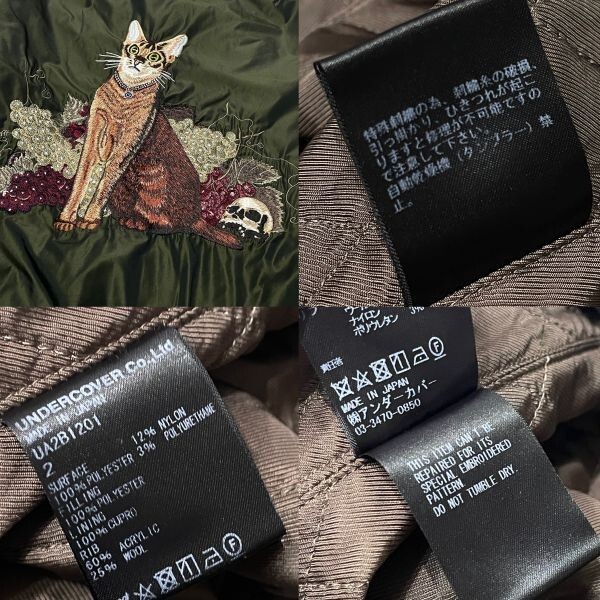 特殊刺繍の為、刺繍糸の破損、
引っ掛かり、ひきつれが起こ
りますと修理が不可能ですの
で注意して下さい。
自動乾燥機(タンブラー)禁
止。
UNDERCOVER Co.,Ltd.
MADE IN JAPAN
UA2B1201
2
SURFACE
100% POLYESTER
FILLING
100% POLYESTER
LINING
100% CUPRO
RIB
60% ACRYLIC
25% WOOL
12% NYLON
3% POLYURETHANE
ナイロン
ポリウレタン 3%
MADE IN JAPAN
㈱アンダーカバー
03-3470-0850
THIS ITEM CAN'T BE
REPAIRED FOR ITS
SPECIAL EMBROIDERED
PATTERN.
DO NOT TUMBLE DRY.